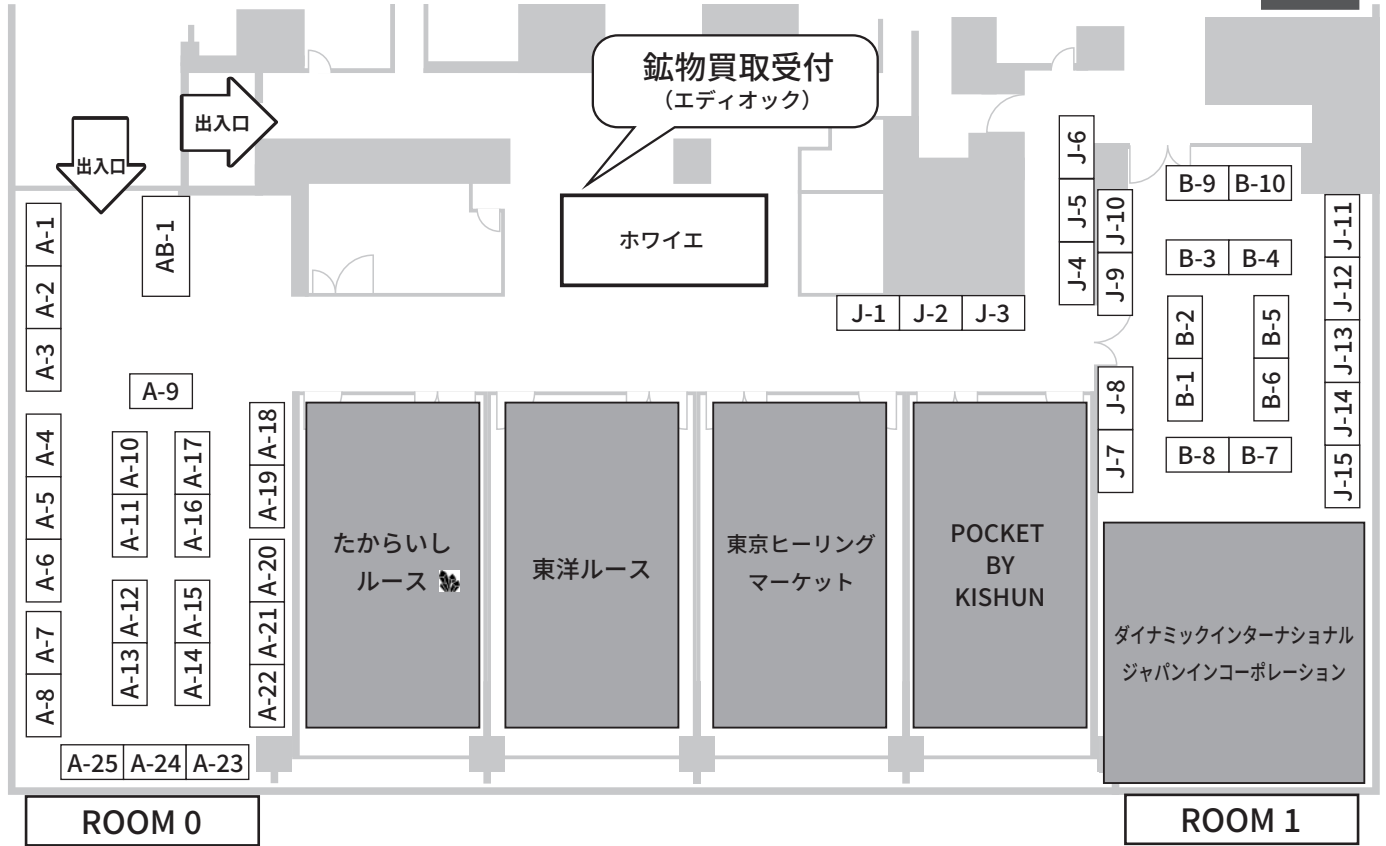 鉱物買取受付
（エディオック）
出入口
出入口
ホワイエ
AB-1
A-1
A-2
A-3
A-4
A-5
A-6
A-7
A-8
A-9
A-10
A-11
A-12
A-13
A-17
A-16
A-15
A-14
A-18
A-19
A-20
A-21
A-22
A-25
A-24
A-23
たからいし
ルース
東洋ルース
東京ヒーリング
マーケット
POCKET
BY
KISHUN
ダイナミックインターナショナル
ジャパンインコーポレーション
J-1
J-2
J-3
J-6
J-5
J-4
J-10
J-9
J-8
J-7
B-9
B-10
B-3
B-4
B-2
B-1
B-5
B-6
B-8
B-7
J-11
J-12
J-13
J-14
J-15
ROOM 0
ROOM 1